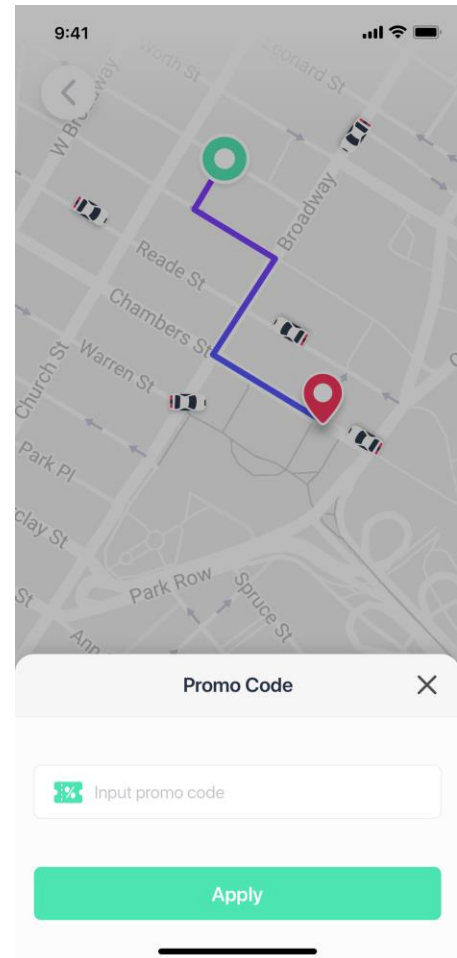 9:41
North St
Leonard St
W Broadway
Broadway
Reade St
Chambers St
Warren St
Church St
Park Pl
clay St
Park Row
Spruce St
St
Ann
Promo Code
%
Input promo code
Apply